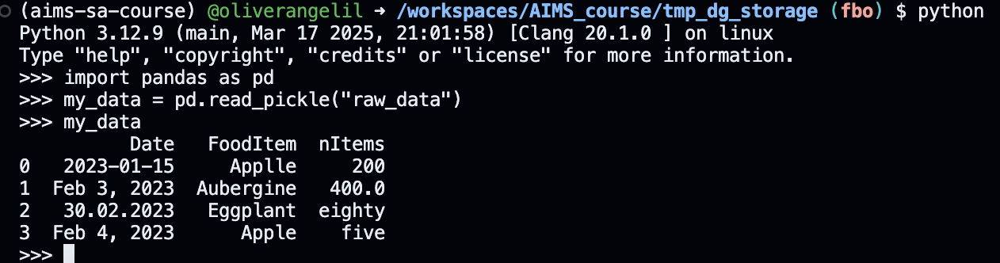 (aims-sa-course) @oliverangelil ➜ /workspaces/AIMS_course/tmp_dg_storage (fbo) $ python
Python 3.12.9 (main, Mar 17 2025, 21:01:58) [Clang 20.1.0 ] on linux
Type "help", "copyright", "credits" or "license" for more information.
>>> import pandas as pd
>>> my_data = pd.read_pickle("raw_data")
>>> my_data
          Date   FoodItem  nItems
0   2023-01-15     Applle     200
1  Feb 3, 2023  Aubergine   400.0
2   30.02.2023   Eggplant  eighty
3  Feb 4, 2023      Apple    five
>>>